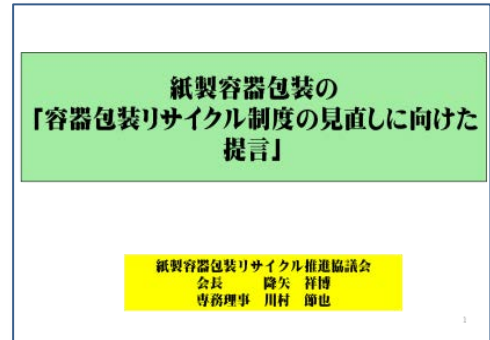 紙製容器包装の
「容器包装リサイクル制度の見直しに向けた
提言」
紙製容器包装リサイクル推進協議会
会長 降矢 祥博
専務理事 川村 節也
1